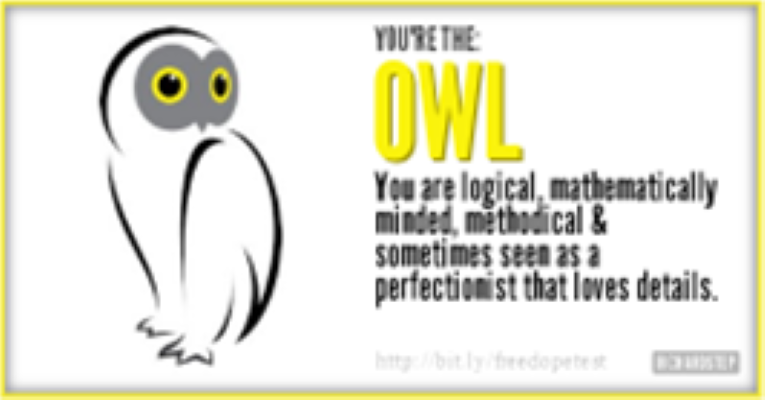 YOU'RE THE:
OWL
You are logical, mathematically
minded, methodical &
sometimes seen as a
perfectionist that loves details.
http://bit.ly/freedopetest
RICHARDSTEP